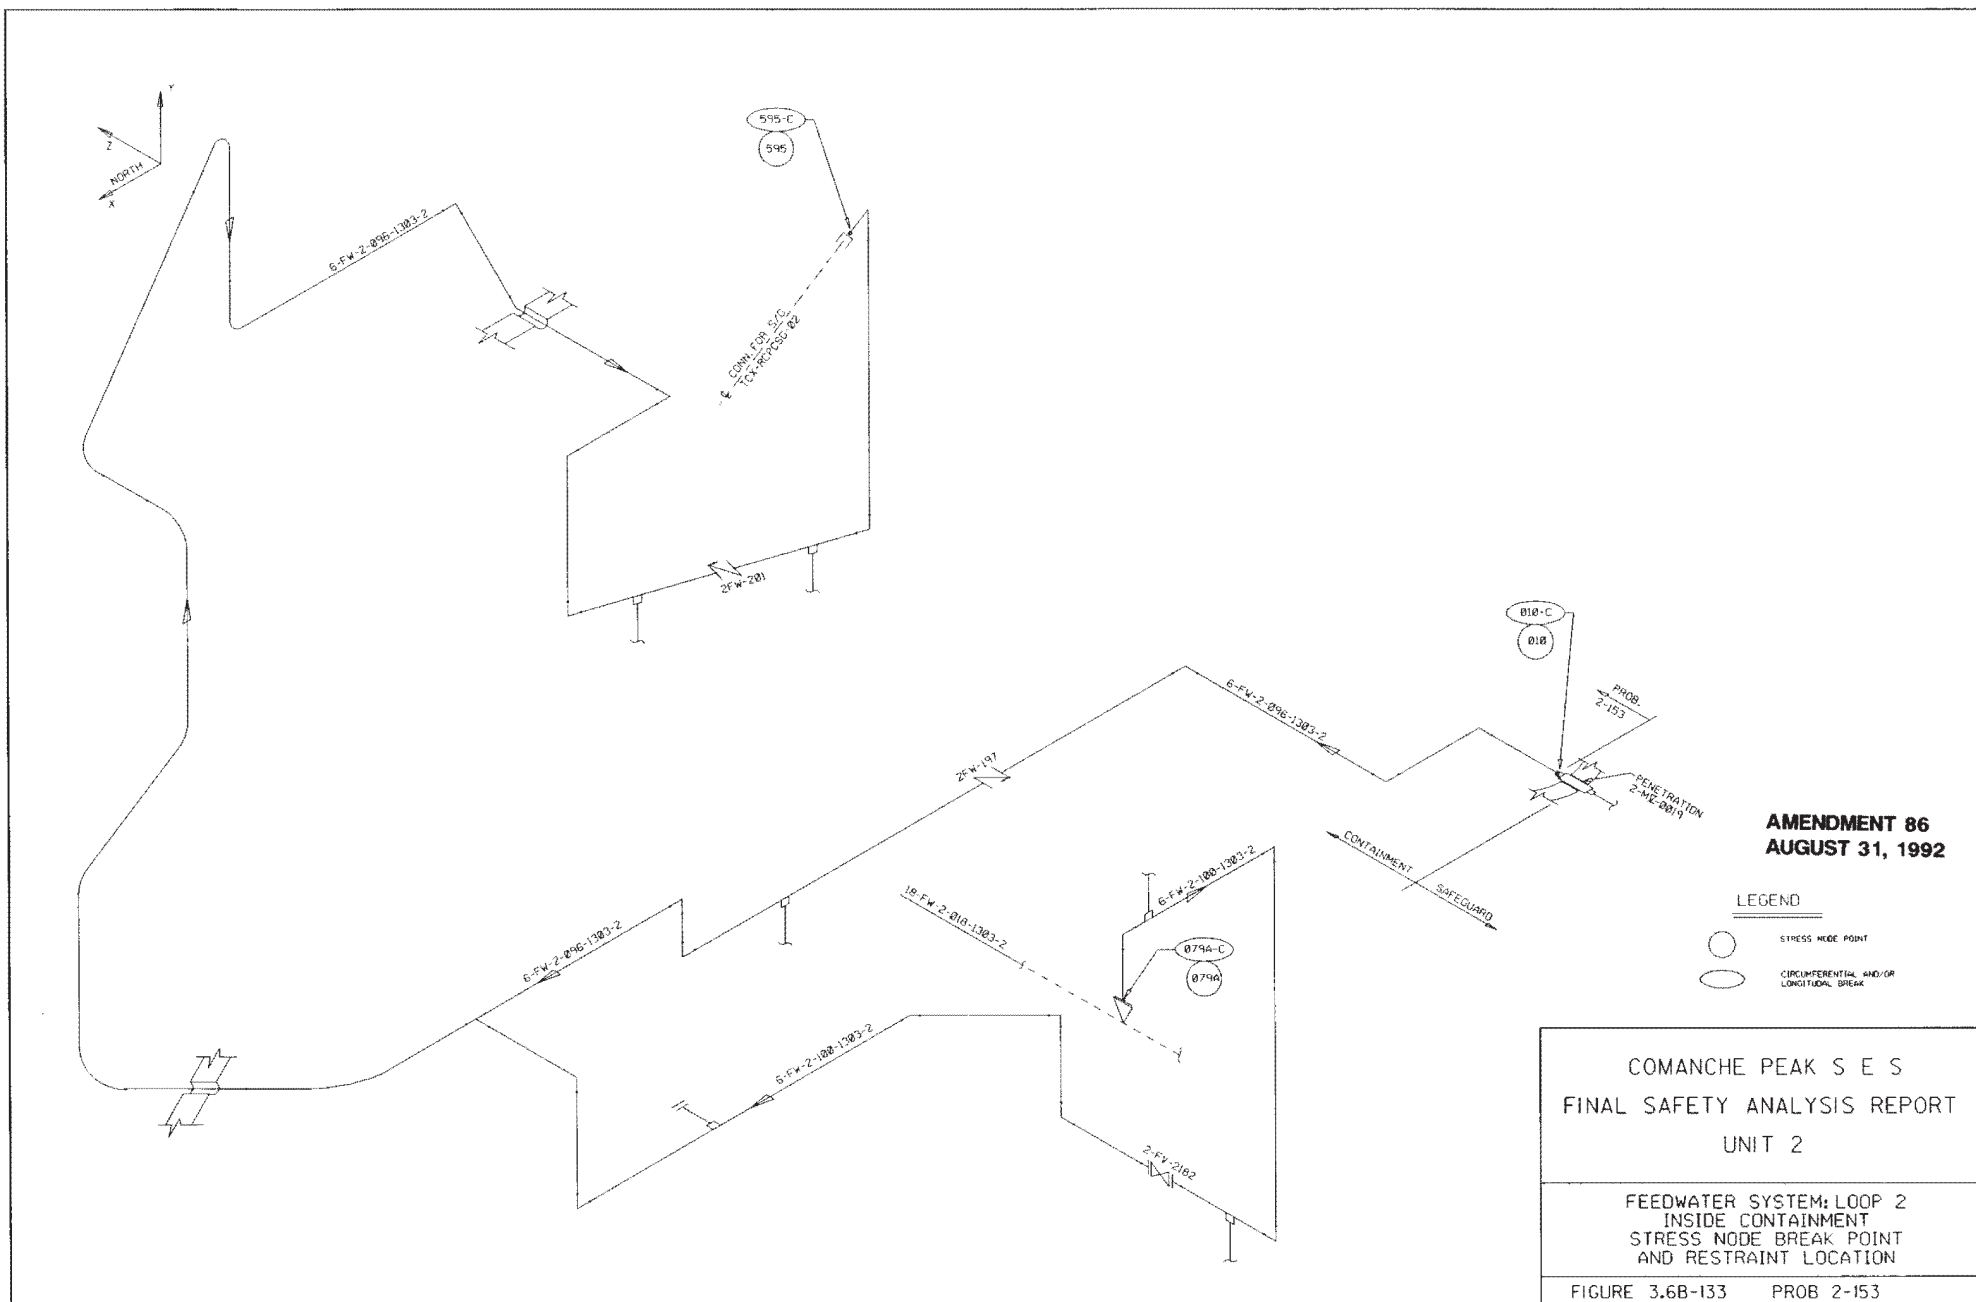 Y
Z
NORTH
X
595-C
595
6-FW-2-096-1303-2
℄ CONN. FOR S/G
TCX-RCPCSG-02
2FW-201
010-C
010
PROB.
2-153
6-FW-2-096-1303-2
2FW-197
PENETRATION
2-MZ-0019
AMENDMENT 86
AUGUST 31, 1992
CONTAINMENT
SAFEGUARD
6-FW-2-100-1303-2
18-FW-2-018-1303-2
079A-C
079A
6-FW-2-096-1303-2
6-FW-2-100-1303-2
2-FV-2182
LEGEND
STRESS NODE POINT
CIRCUMFERENTIAL AND/OR
LONGITUDAL BREAK
COMANCHE PEAK S E S
FINAL SAFETY ANALYSIS REPORT
UNIT 2
FEEDWATER SYSTEM: LOOP 2
INSIDE CONTAINMENT
STRESS NODE BREAK POINT
AND RESTRAINT LOCATION
FIGURE 3.6B-133 PROB 2-153